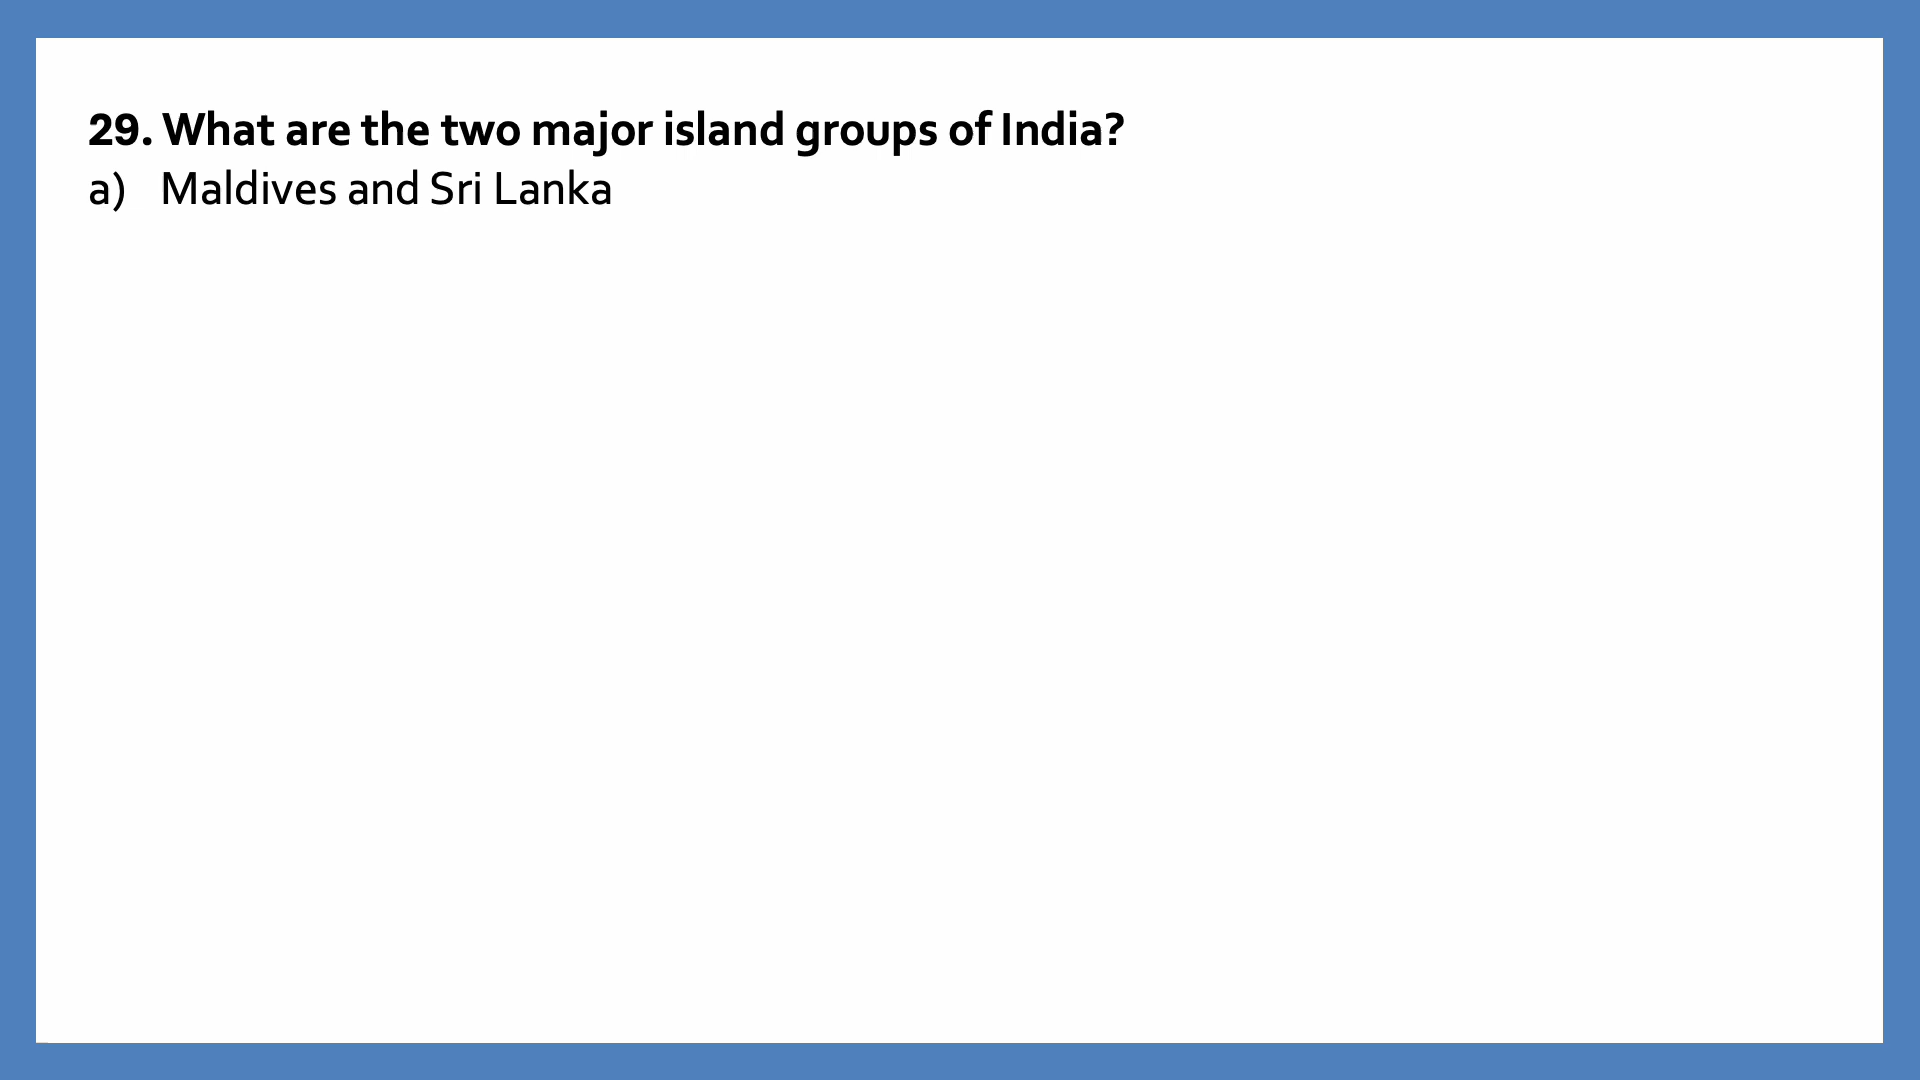 29. What are the two major island groups of India?
a) Maldives and Sri Lanka